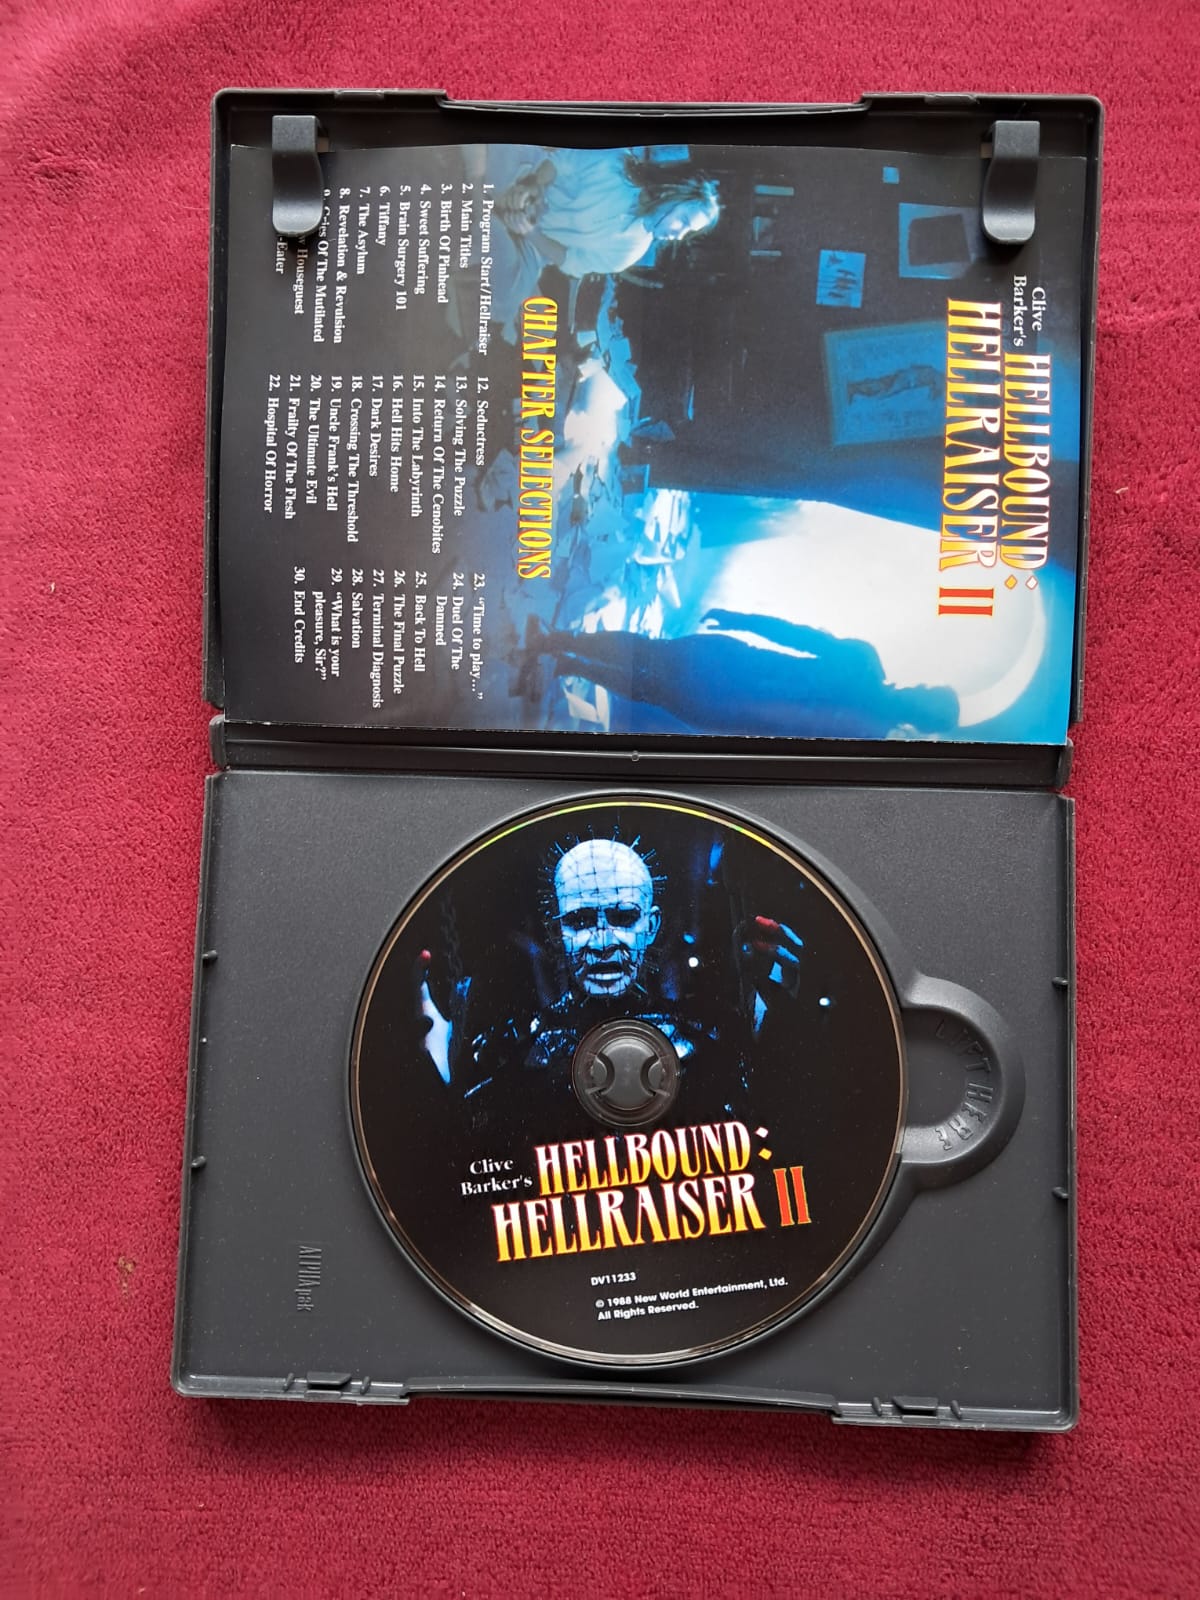 Clive
Barker's
HELLBOUND:
HELLRAISER II
CHAPTER SELECTIONS
1. Program Start/Hellraiser
2. Main Titles
3. Birth Of Pinhead
4. Sweet Suffering
5. Brain Surgery 101
6. Tiffany
7. The Asylum
8. Revelation & Revulsion
Cries Of The Mutilated
Houseguest
-Eater
12. Seductress
13. Solving The Puzzle
14. Return Of The Cenobites
15. Into The Labyrinth
16. Hell Hits Home
17. Dark Desires
18. Crossing The Threshold
19. Uncle Frank's Hell
20. The Ultimate Evil
21. Frailty Of The Flesh
22. Hospital Of Horror
23. "Time to play..."
24. Duel Of The
Damned
25. Back To Hell
26. The Final Puzzle
27. Terminal Diagnosis
28. Salvation
29. "What is your
pleasure, Sir?"
30. End Credits
LIFT HERE
Clive
Barker's
HELLBOUND:
HELLRAISER II
DV11233
© 1988 New World Entertainment, Ltd.
All Rights Reserved.
ALPHApak